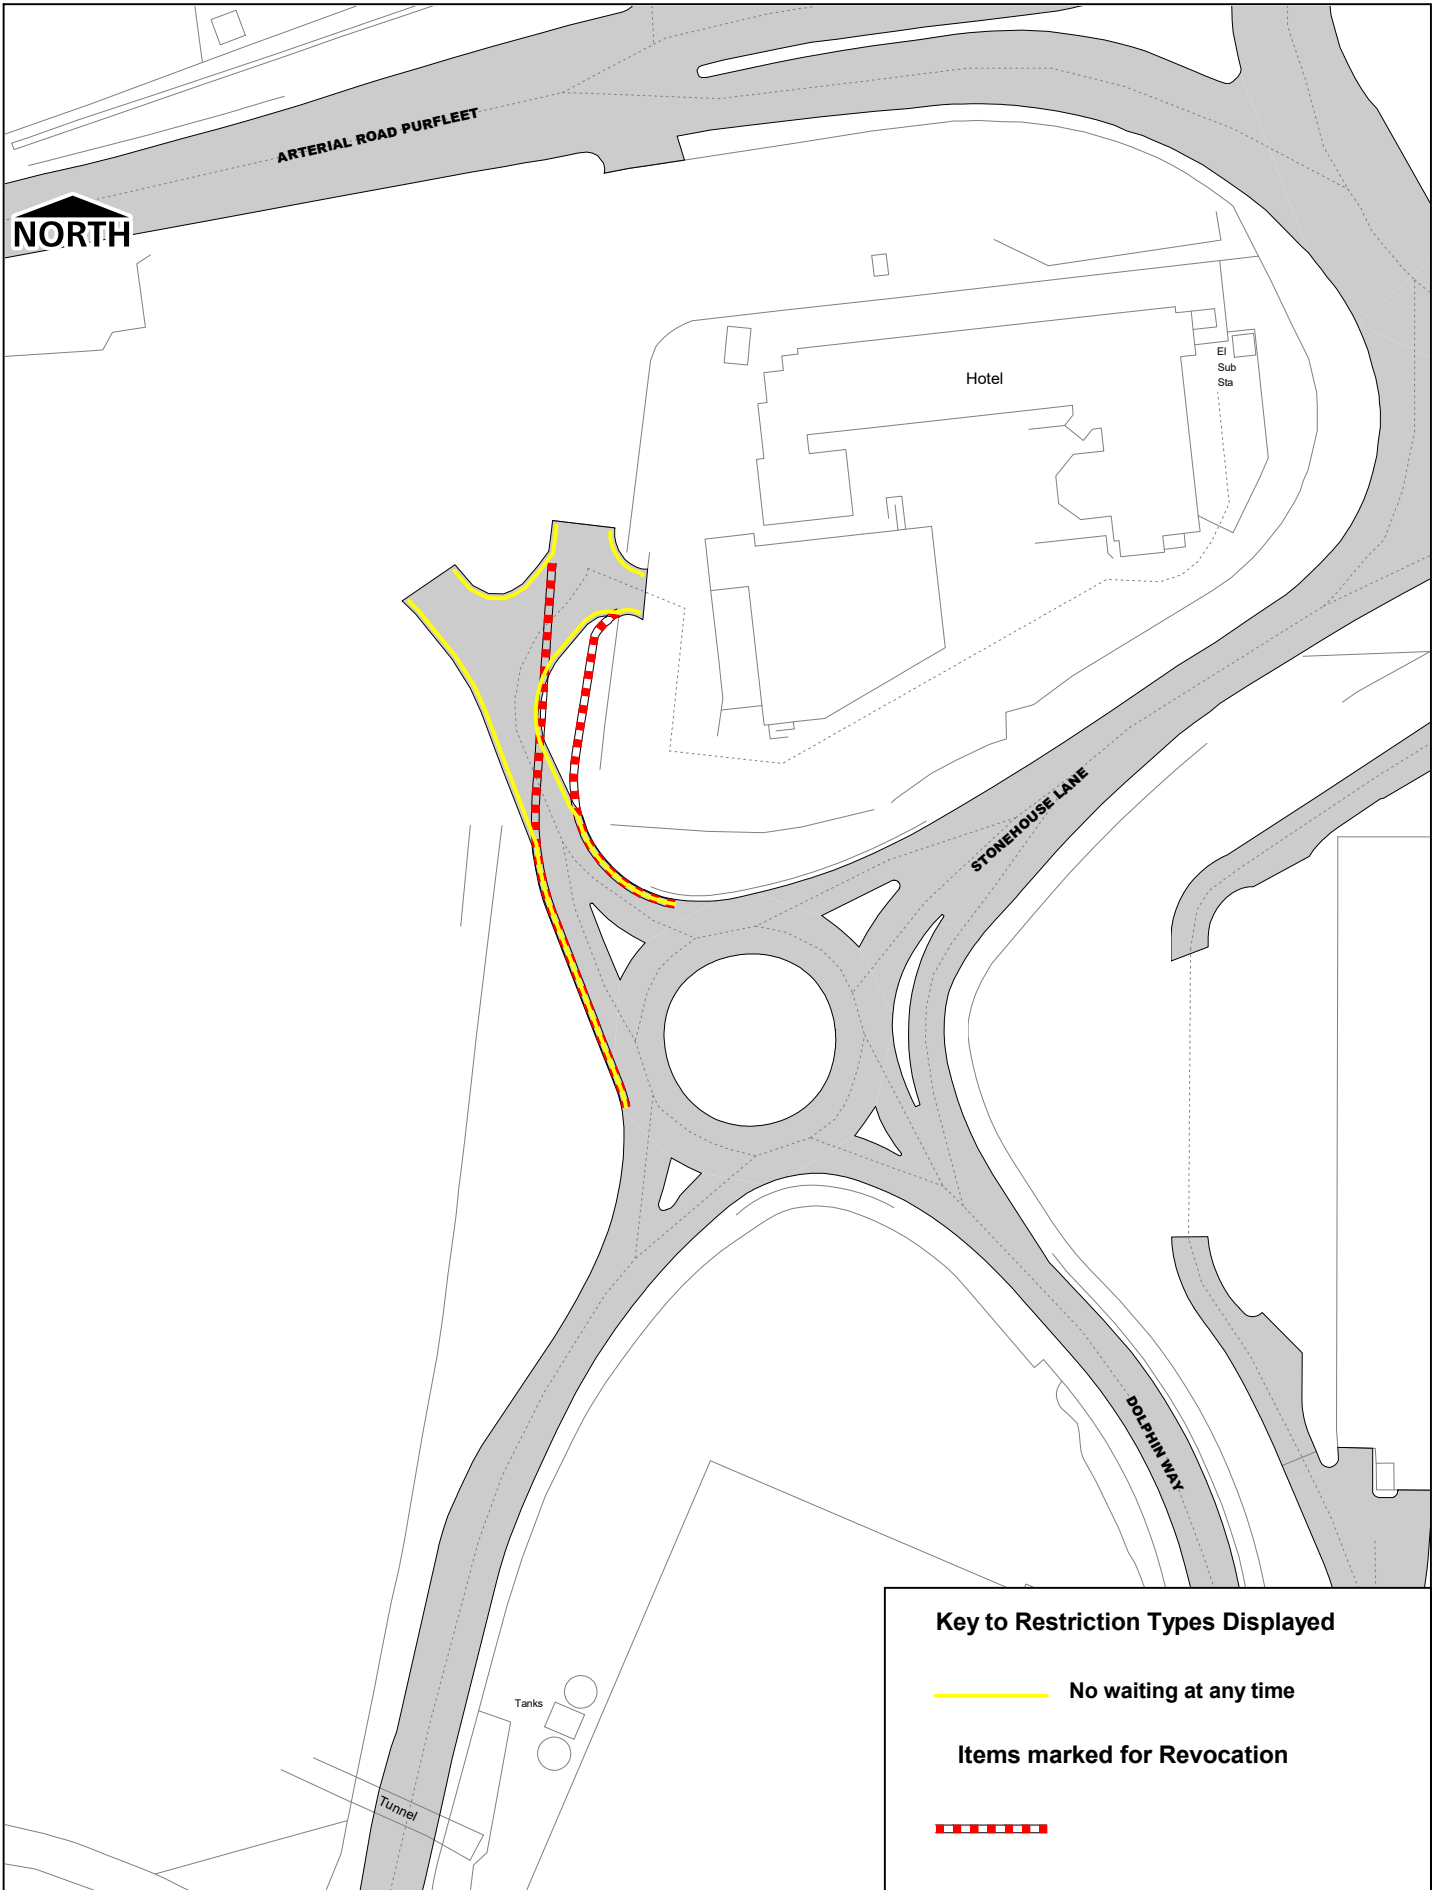 ARTERIAL ROAD PURFLEET
NORTH
El
Sub
Sta
Hotel
STONEHOUSE LANE
DOLPHIN WAY
Key to Restriction Types Displayed
No waiting at any time
Items marked for Revocation
Tanks
Tunnel